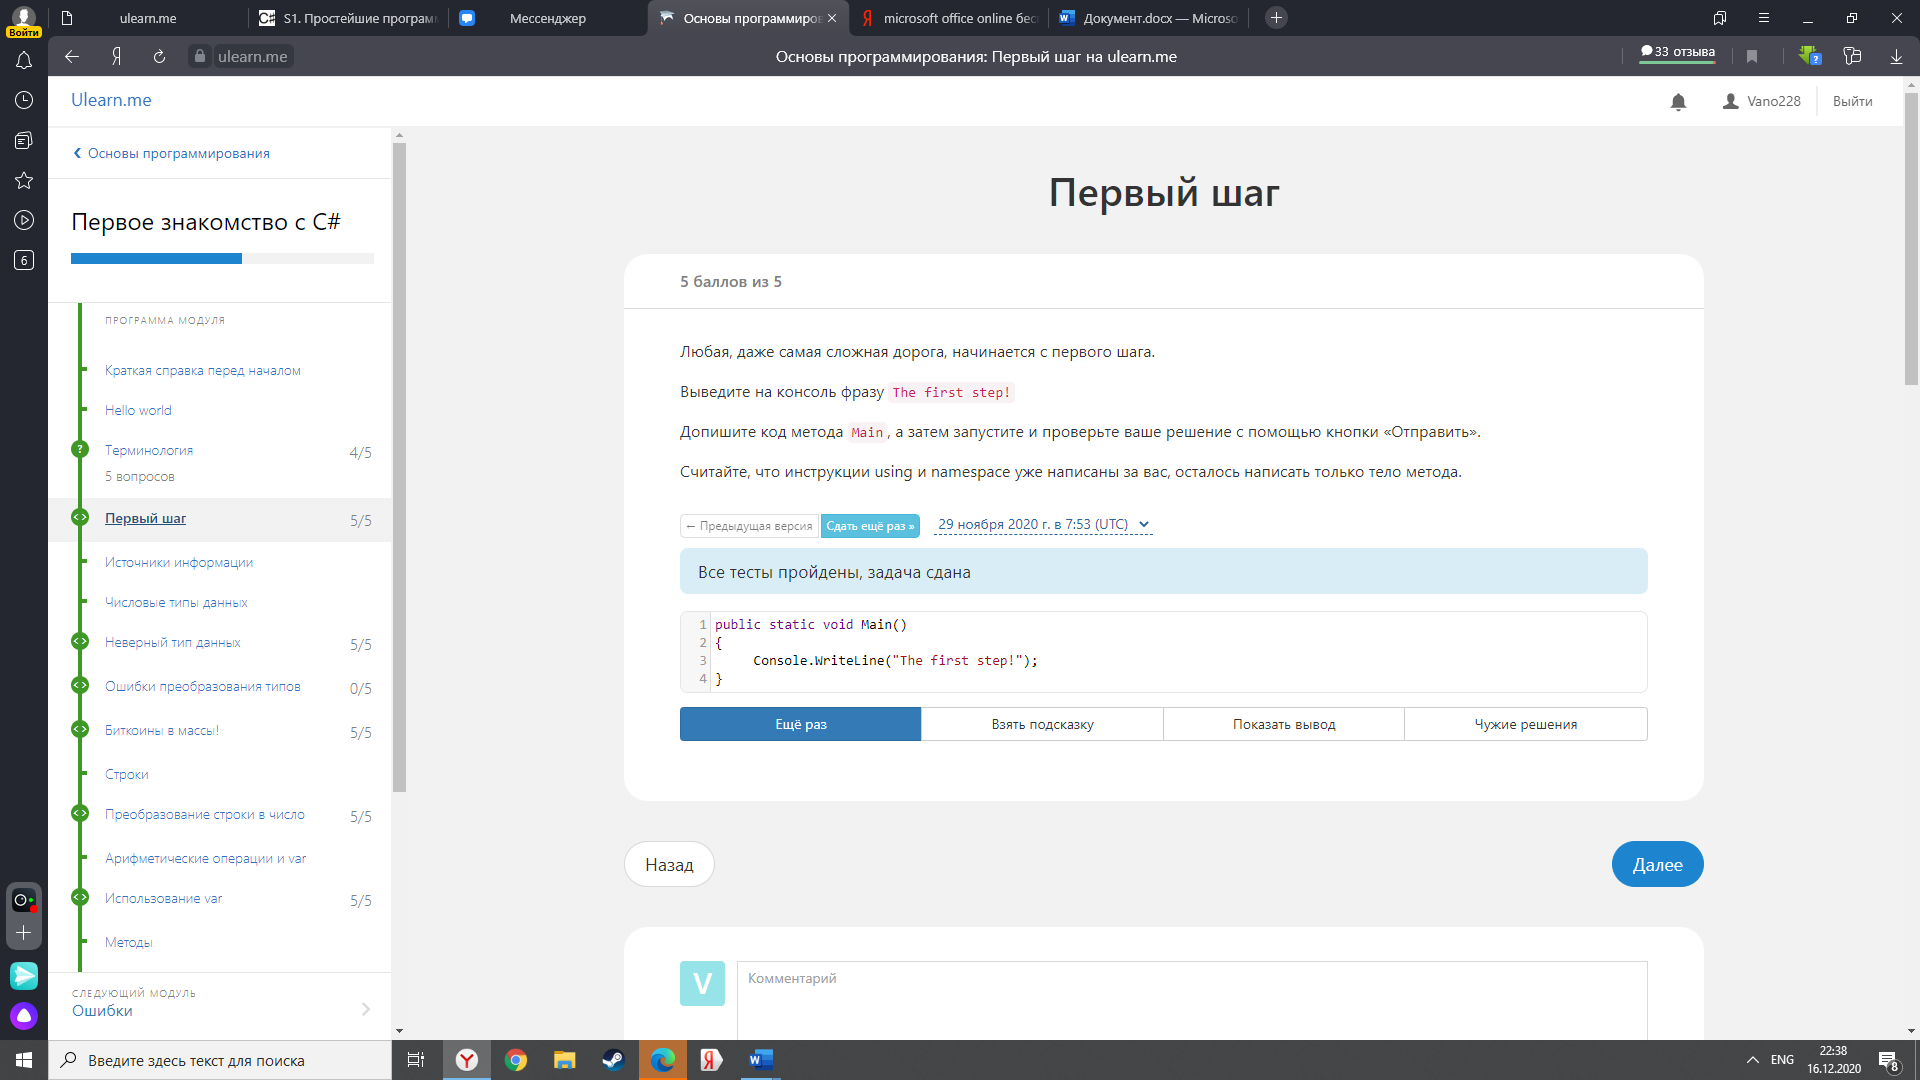 ulearn.me
S1. Простейшие програм
Мессенджер
Основы программиров
microsoft office online бес
Документ.docx — Microso
Войти
ulearn.me
Основы программирования: Первый шаг на ulearn.me
33 отзыва
Ulearn.me
Vano228
Выйти
Основы программирования
Первое знакомство с C#
6
ПРОГРАММА МОДУЛЯ
Краткая справка перед началом
Hello world
Терминология
4/5
5 вопросов
Первый шаг
5/5
Источники информации
Числовые типы данных
Неверный тип данных
5/5
Ошибки преобразования типов
0/5
Биткоины в массы!
5/5
Строки
Преобразование строки в число
5/5
Арифметические операции и var
Использование var
5/5
Методы
СЛЕДУЮЩИЙ МОДУЛЬ
Ошибки
Первый шаг
5 баллов из 5
Любая, даже самая сложная дорога, начинается с первого шага.
Выведите на консоль фразу The first step!
Допишите код метода Main, а затем запустите и проверьте ваше решение с помощью кнопки «Отправить».
Считайте, что инструкции using и namespace уже написаны за вас, осталось написать только тело метода.
← Предыдущая версия
Сдать ещё раз »
29 ноября 2020 г. в 7:53 (UTC)
Все тесты пройдены, задача сдана
1 public static void Main()
2 {
3 Console.WriteLine("The first step!");
4 }
Ещё раз
Взять подсказку
Показать вывод
Чужие решения
Назад
Далее
V
Комментарий
Введите здесь текст для поиска
ENG
22:38
16.12.2020
8